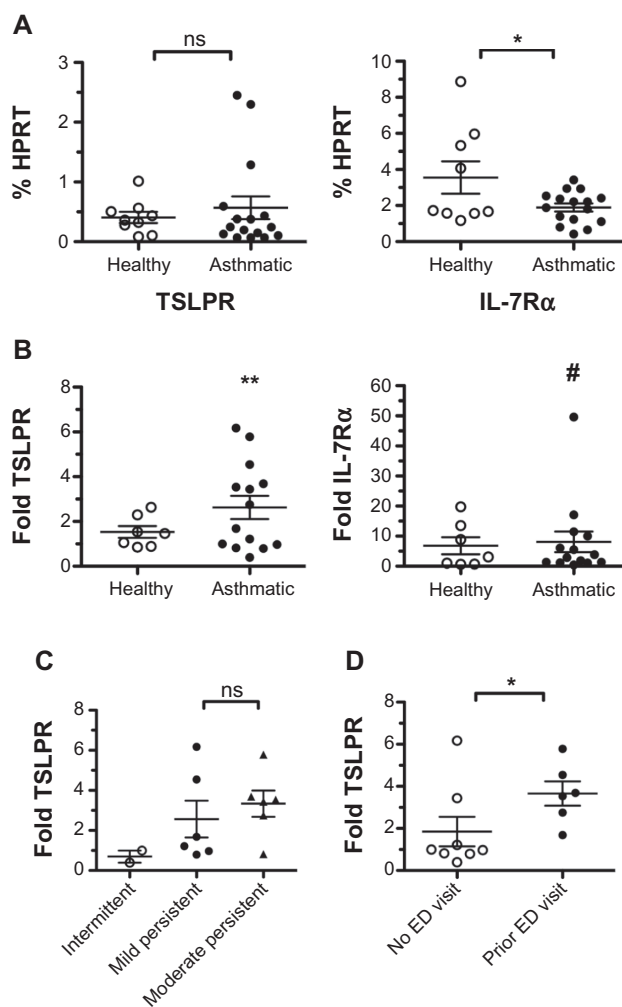 A
ns
*
% HPRT
3
2
1
0
Healthy
Asthmatic
TSLPR
% HPRT
10
8
6
4
2
0
Healthy
Asthmatic
IL-7Rα
B
**
#
Fold TSLPR
8
6
4
2
0
Healthy
Asthmatic
Fold IL-7Rα
60
50
40
30
20
10
0
Healthy
Asthmatic
C
ns
Fold TSLPR
8
6
4
2
0
Intermittent
Mild persistent
Moderate persistent
D
*
Fold TSLPR
8
6
4
2
0
No ED visit
Prior ED visit